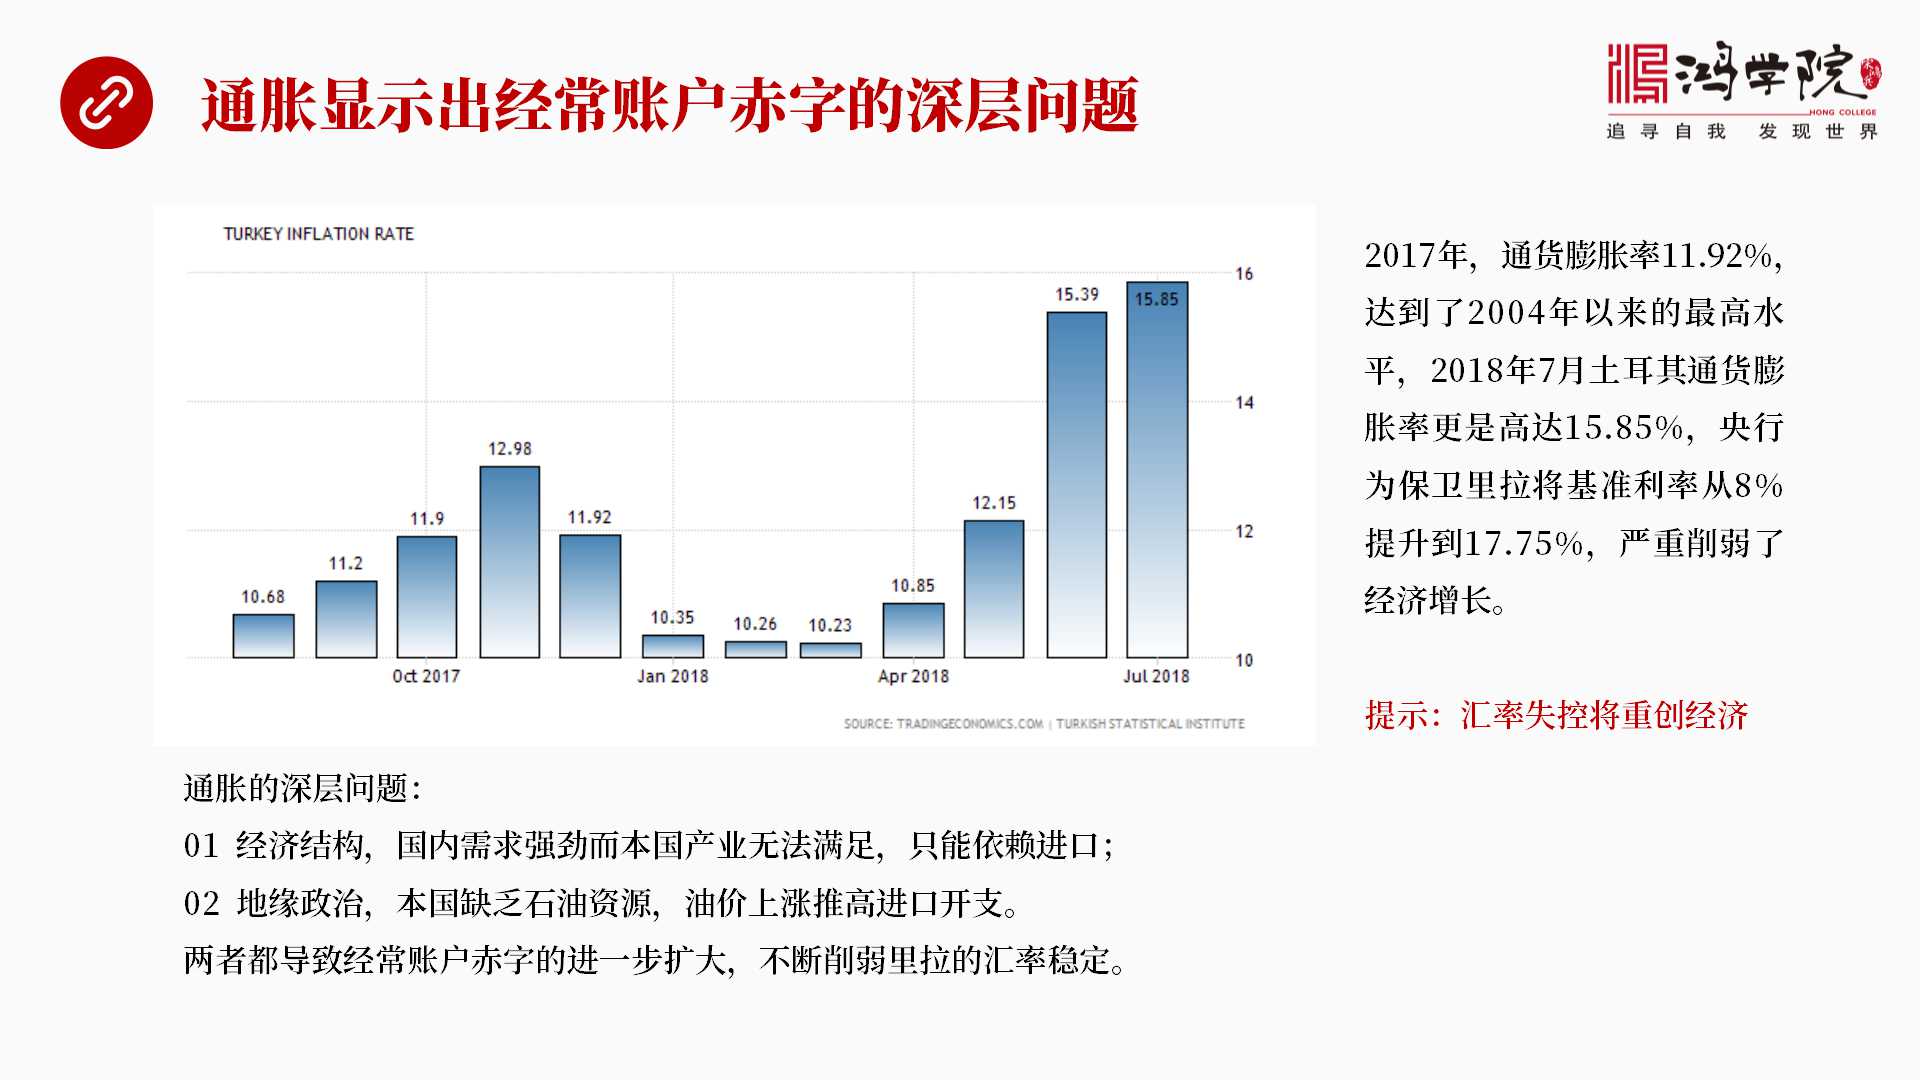 通胀显示出经常账户赤字的深层问题
鸿学院
HONG COLLEGE
追寻自我 发现世界
TURKEY INFLATION RATE
16
14
12
10
10.68
11.2
11.9
12.98
11.92
10.35
10.26
10.23
10.85
12.15
15.39
15.85
Oct 2017
Jan 2018
Apr 2018
Jul 2018
SOURCE: TRADINGECONOMICS.COM | TURKISH STATISTICAL INSTITUTE
2017年，通货膨胀率11.92%，
达到了2004年以来的最高水
平，2018年7月土耳其通货膨
胀率更是高达15.85%，央行
为保卫里拉将基准利率从8%
提升到17.75%，严重削弱了
经济增长。
提示：汇率失控将重创经济
通胀的深层问题：
01 经济结构，国内需求强劲而本国产业无法满足，只能依赖进口；
02 地缘政治，本国缺乏石油资源，油价上涨推高进口开支。
两者都导致经常账户赤字的进一步扩大，不断削弱里拉的汇率稳定。